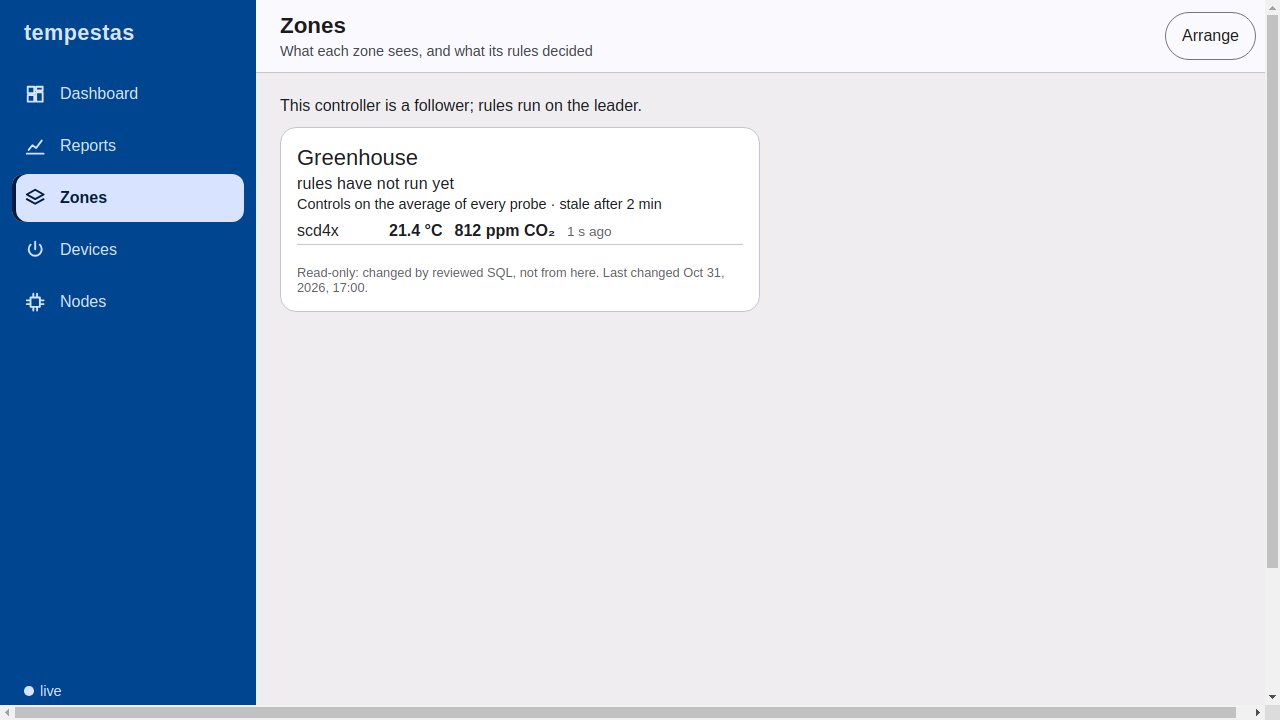 tempestas
Dashboard
Reports
Zones
Devices
Nodes
live
Zones
What each zone sees, and what its rules decided
Arrange
This controller is a follower; rules run on the leader.
Greenhouse
rules have not run yet
Controls on the average of every probe · stale after 2 min
scd4x 21.4 °C 812 ppm CO₂ 1 s ago
Read-only: changed by reviewed SQL, not from here. Last changed Oct 31,
2026, 17:00.